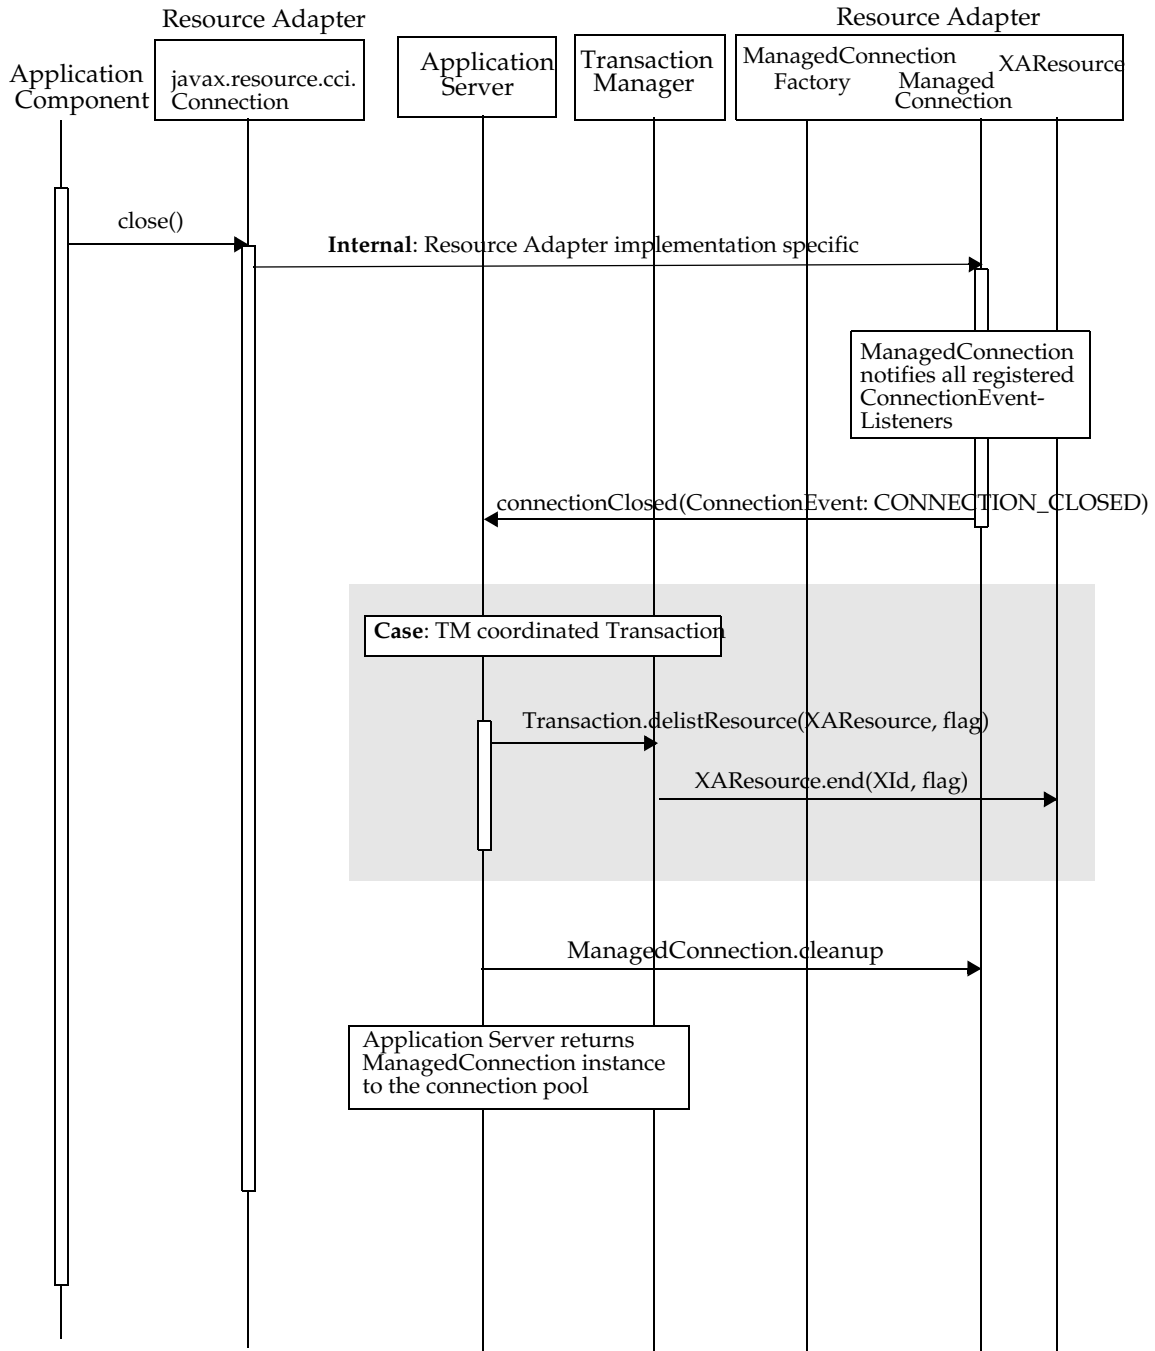 Resource Adapter
Resource Adapter
Application
Component
javax.resource.cci.
Connection
Application
Server
Transaction
Manager
ManagedConnection
Factory
Managed
Connection
XAResource
close()
Internal: Resource Adapter implementation specific
ManagedConnection
notifies all registered
ConnectionEvent-
Listeners
connectionClosed(ConnectionEvent: CONNECTION_CLOSED)
Case: TM coordinated Transaction
Transaction.delistResource(XAResource, flag)
XAResource.end(XId, flag)
ManagedConnection.cleanup
Application Server returns
ManagedConnection instance
to the connection pool